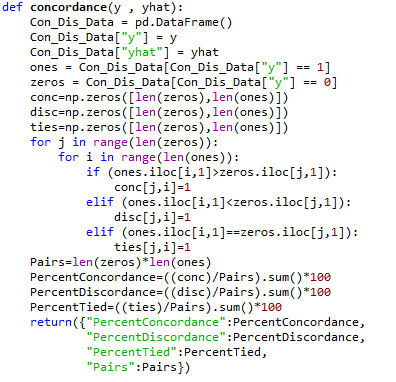 def concordance(y , yhat):
    Con_Dis_Data = pd.DataFrame()
    Con_Dis_Data["y"] = y
    Con_Dis_Data["yhat"] = yhat
    ones = Con_Dis_Data[Con_Dis_Data["y"] == 1]
    zeros = Con_Dis_Data[Con_Dis_Data["y"] == 0]
    conc=np.zeros([len(zeros),len(ones)])
    disc=np.zeros([len(zeros),len(ones)])
    ties=np.zeros([len(zeros),len(ones)])
    for j in range(len(zeros)):
        for i in range(len(ones)):
            if (ones.iloc[i,1]>zeros.iloc[j,1]):
                conc[j,i]=1
            elif (ones.iloc[i,1]<zeros.iloc[j,1]):
                disc[j,i]=1
            elif (ones.iloc[i,1]==zeros.iloc[j,1]):
                ties[j,i]=1
    Pairs=len(zeros)*len(ones)
    PercentConcordance=((conc)/Pairs).sum()*100
    PercentDiscordance=((disc)/Pairs).sum()*100
    PercentTied=((ties)/Pairs).sum()*100
    return({"PercentConcordance":PercentConcordance,
            "PercentDiscordance":PercentDiscordance,
            "PercentTied":PercentTied,
            "Pairs":Pairs})